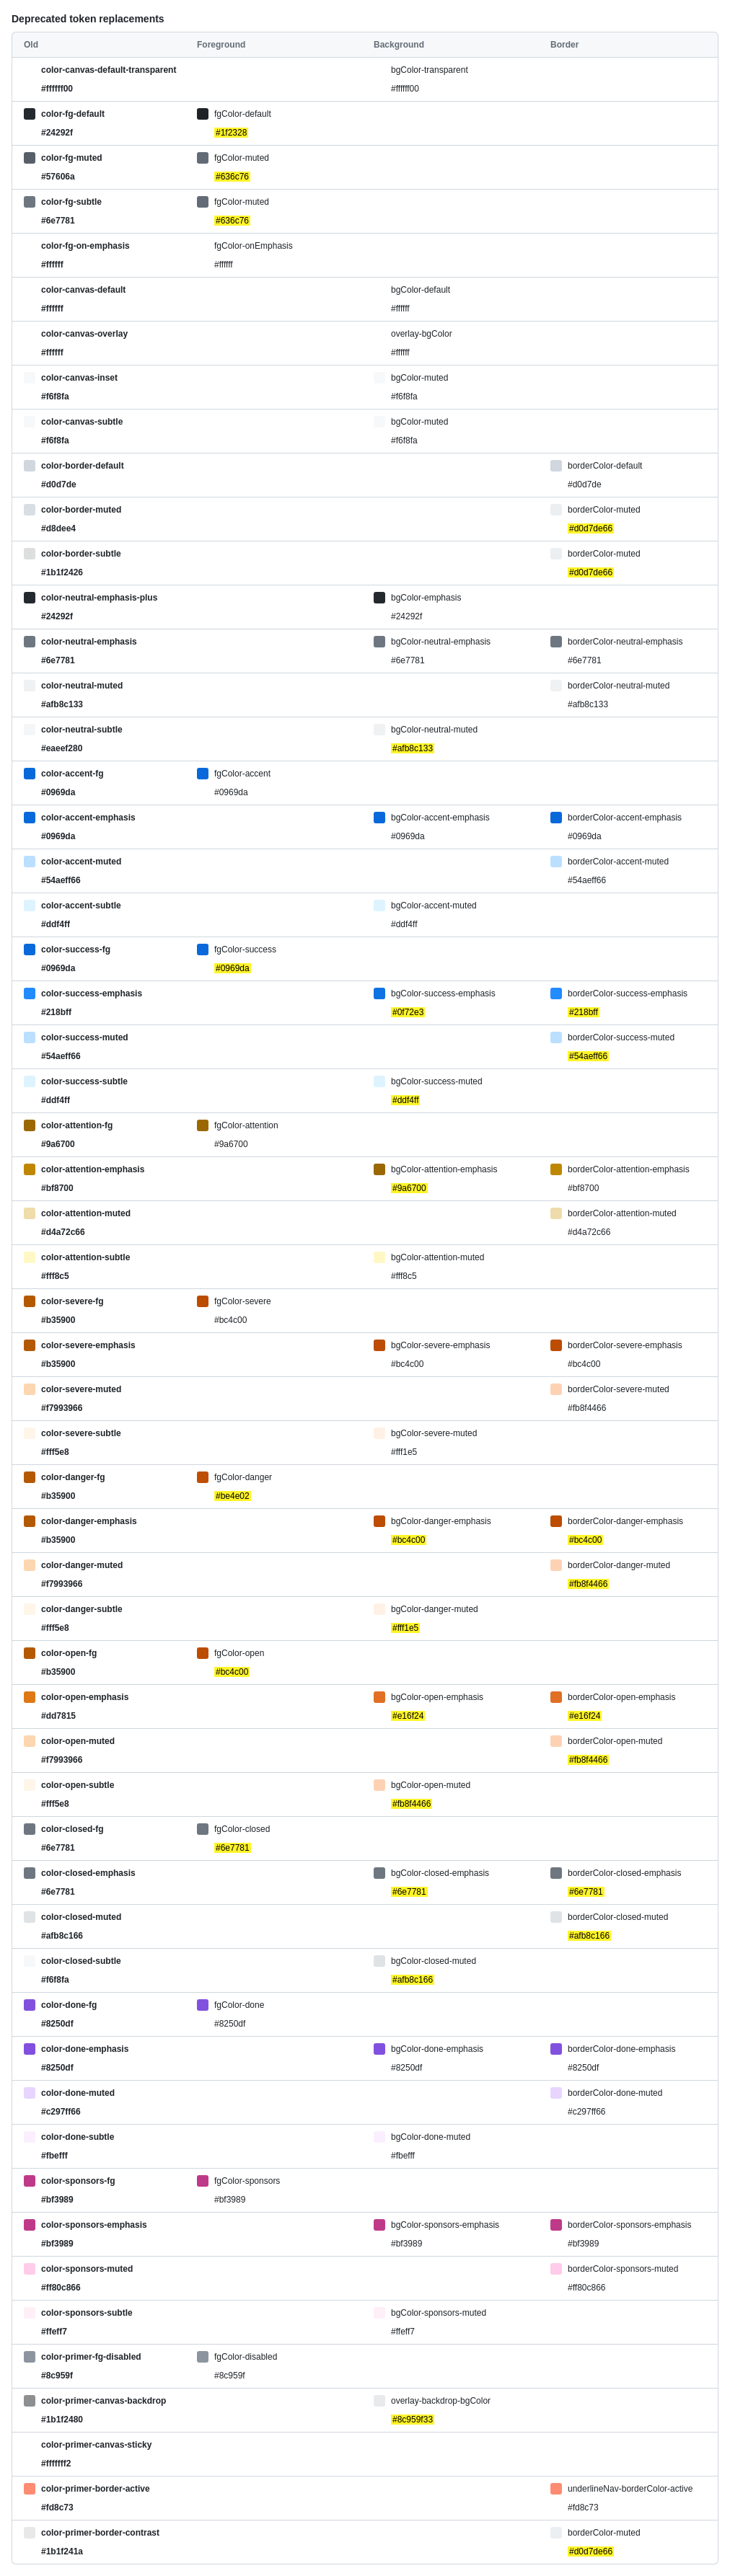 Deprecated token replacements
Old Foreground Background Border
color-canvas-default-transparent bgColor-transparent
#ffffff00 #ffffff00
color-fg-default fgColor-default
#24292f #1f2328
color-fg-muted fgColor-muted
#57606a #636c76
color-fg-subtle fgColor-muted
#6e7781 #636c76
color-fg-on-emphasis fgColor-onEmphasis
#ffffff #ffffff
color-canvas-default bgColor-default
#ffffff #ffffff
color-canvas-overlay overlay-bgColor
#ffffff #ffffff
color-canvas-inset bgColor-muted
#f6f8fa #f6f8fa
color-canvas-subtle bgColor-muted
#f6f8fa #f6f8fa
color-border-default borderColor-default
#d0d7de #d0d7de
color-border-muted borderColor-muted
#d8dee4 #d0d7de66
color-border-subtle borderColor-muted
#1b1f2426 #d0d7de66
color-neutral-emphasis-plus bgColor-emphasis
#24292f #24292f
color-neutral-emphasis bgColor-neutral-emphasis borderColor-neutral-emphasis
#6e7781 #6e7781 #6e7781
color-neutral-muted borderColor-neutral-muted
#afb8c133 #afb8c133
color-neutral-subtle bgColor-neutral-muted
#eaeef280 #afb8c133
color-accent-fg fgColor-accent
#0969da #0969da
color-accent-emphasis bgColor-accent-emphasis borderColor-accent-emphasis
#0969da #0969da #0969da
color-accent-muted borderColor-accent-muted
#54aeff66 #54aeff66
color-accent-subtle bgColor-accent-muted
#ddf4ff #ddf4ff
color-success-fg fgColor-success
#0969da #0969da
color-success-emphasis bgColor-success-emphasis borderColor-success-emphasis
#218bff #0f72e3 #218bff
color-success-muted borderColor-success-muted
#54aeff66 #54aeff66
color-success-subtle bgColor-success-muted
#ddf4ff #ddf4ff
color-attention-fg fgColor-attention
#9a6700 #9a6700
color-attention-emphasis bgColor-attention-emphasis borderColor-attention-emphasis
#bf8700 #9a6700 #bf8700
color-attention-muted borderColor-attention-muted
#d4a72c66 #d4a72c66
color-attention-subtle bgColor-attention-muted
#fff8c5 #fff8c5
color-severe-fg fgColor-severe
#b35900 #bc4c00
color-severe-emphasis bgColor-severe-emphasis borderColor-severe-emphasis
#b35900 #bc4c00 #bc4c00
color-severe-muted borderColor-severe-muted
#f7993966 #fb8f4466
color-severe-subtle bgColor-severe-muted
#fff5e8 #fff1e5
color-danger-fg fgColor-danger
#b35900 #be4e02
color-danger-emphasis bgColor-danger-emphasis borderColor-danger-emphasis
#b35900 #bc4c00 #bc4c00
color-danger-muted borderColor-danger-muted
#f7993966 #fb8f4466
color-danger-subtle bgColor-danger-muted
#fff5e8 #fff1e5
color-open-fg fgColor-open
#b35900 #bc4c00
color-open-emphasis bgColor-open-emphasis borderColor-open-emphasis
#dd7815 #e16f24 #e16f24
color-open-muted borderColor-open-muted
#f7993966 #fb8f4466
color-open-subtle bgColor-open-muted
#fff5e8 #fb8f4466
color-closed-fg fgColor-closed
#6e7781 #6e7781
color-closed-emphasis bgColor-closed-emphasis borderColor-closed-emphasis
#6e7781 #6e7781 #6e7781
color-closed-muted borderColor-closed-muted
#afb8c166 #afb8c166
color-closed-subtle bgColor-closed-muted
#f6f8fa #afb8c166
color-done-fg fgColor-done
#8250df #8250df
color-done-emphasis bgColor-done-emphasis borderColor-done-emphasis
#8250df #8250df #8250df
color-done-muted borderColor-done-muted
#c297ff66 #c297ff66
color-done-subtle bgColor-done-muted
#fbefff #fbefff
color-sponsors-fg fgColor-sponsors
#bf3989 #bf3989
color-sponsors-emphasis bgColor-sponsors-emphasis borderColor-sponsors-emphasis
#bf3989 #bf3989 #bf3989
color-sponsors-muted borderColor-sponsors-muted
#ff80c866 #ff80c866
color-sponsors-subtle bgColor-sponsors-muted
#ffeff7 #ffeff7
color-primer-fg-disabled fgColor-disabled
#8c959f #8c959f
color-primer-canvas-backdrop overlay-backdrop-bgColor
#1b1f2480 #8c959f33
color-primer-canvas-sticky
#fffffff2
color-primer-border-active underlineNav-borderColor-active
#fd8c73 #fd8c73
color-primer-border-contrast borderColor-muted
#1b1f241a #d0d7de66